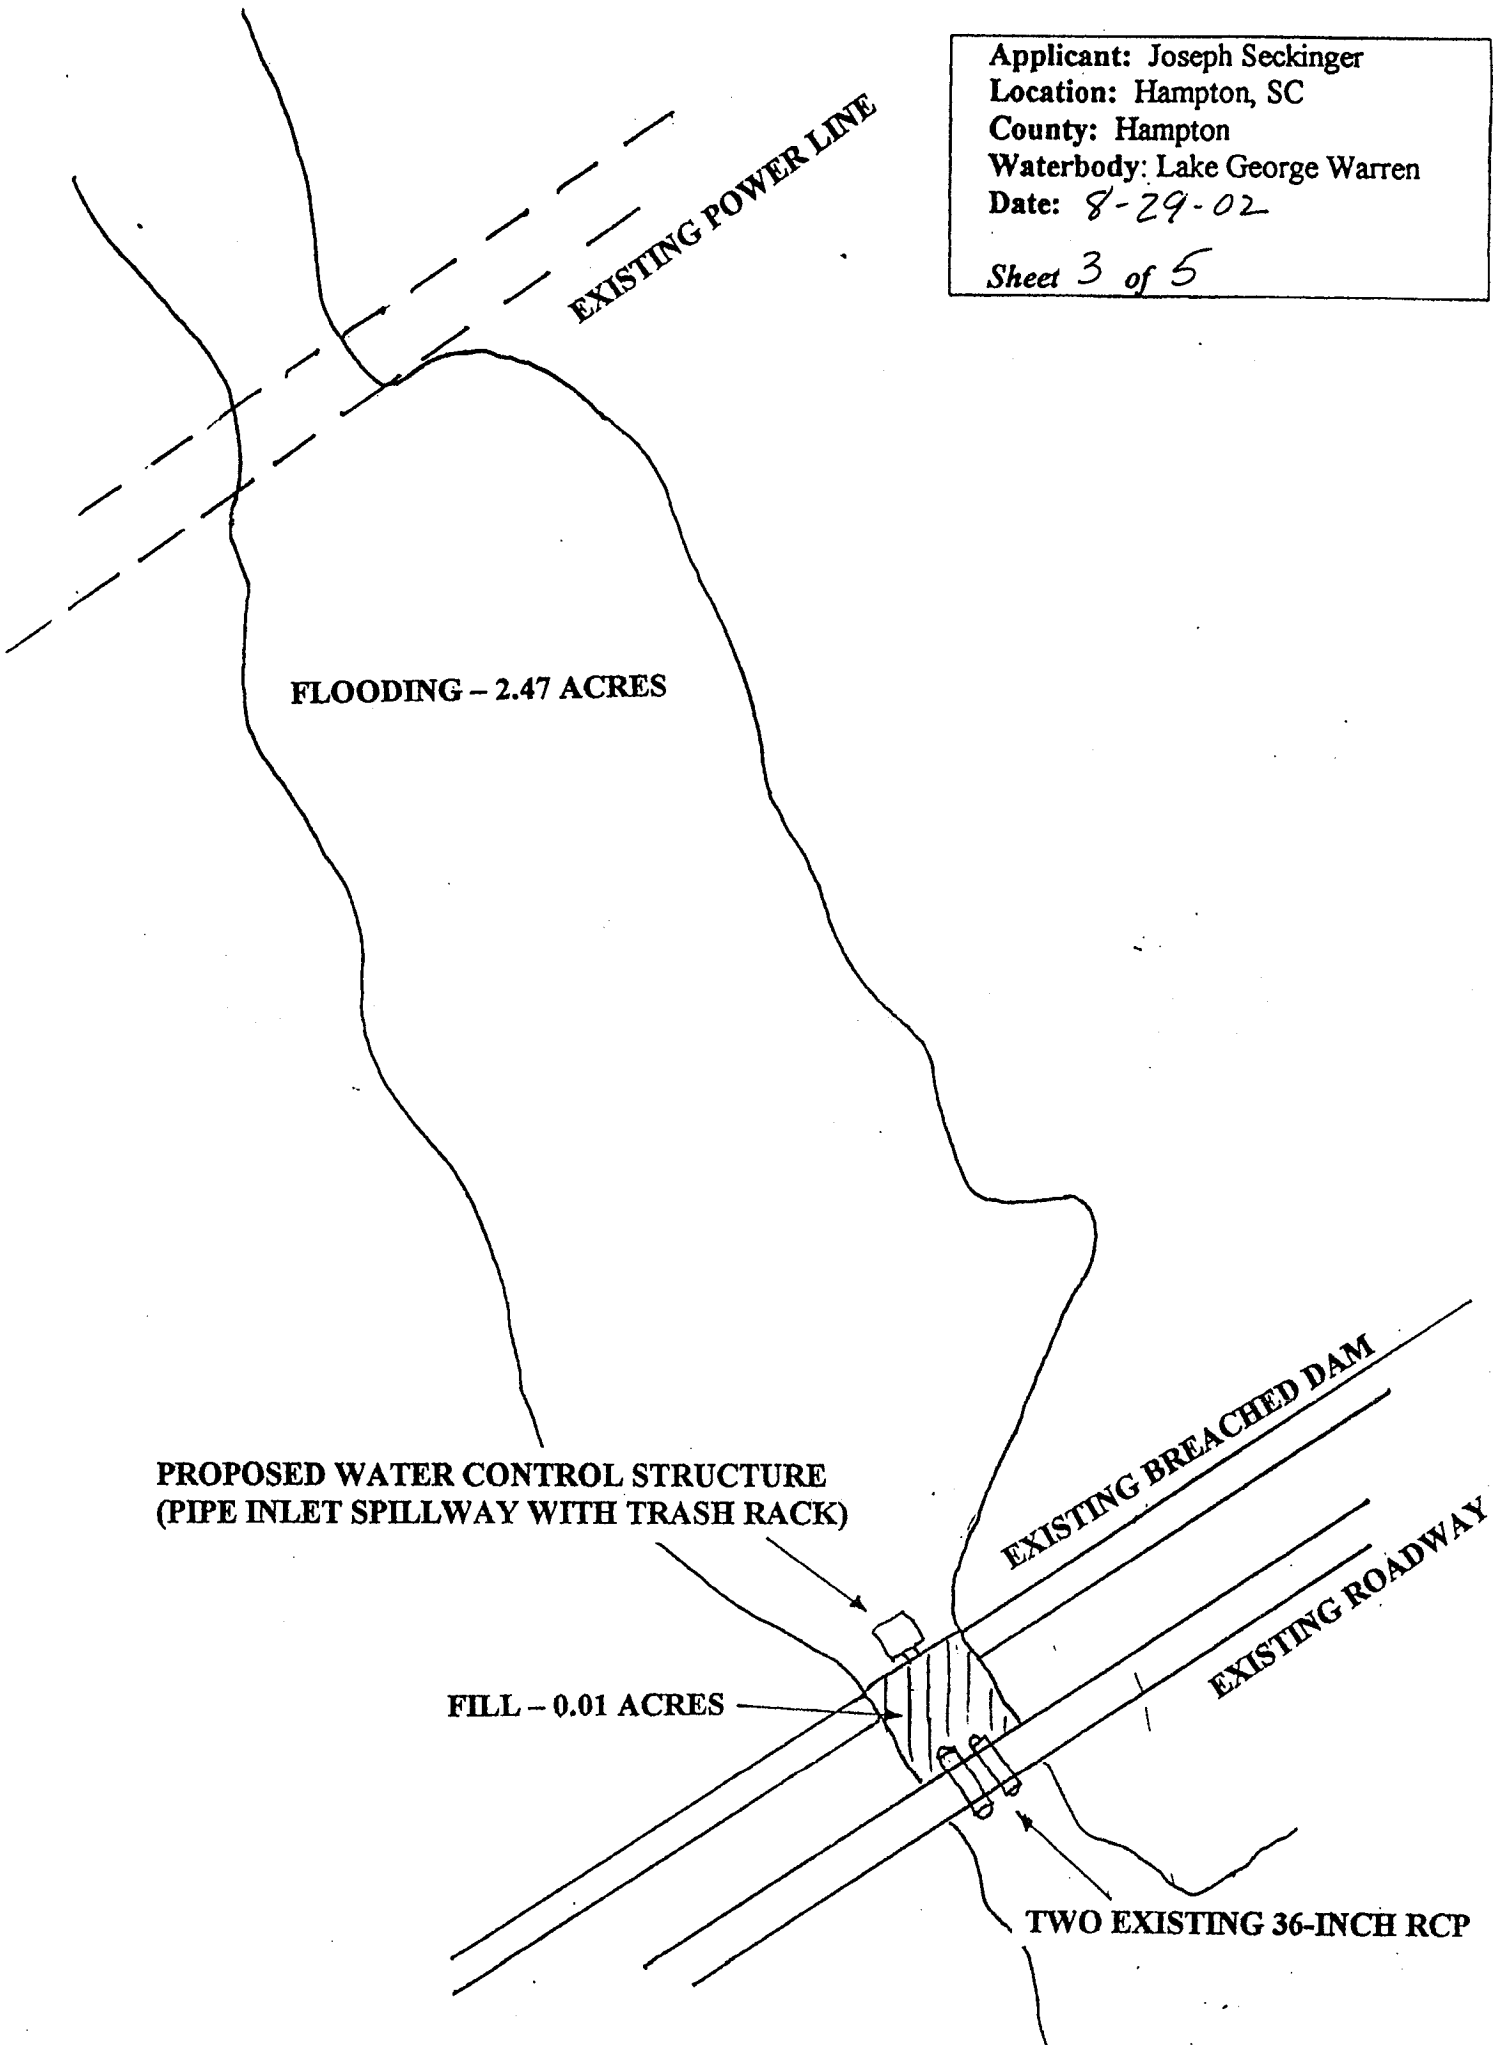 Applicant: Joseph Seckinger
Location: Hampton, SC
County: Hampton
Waterbody: Lake George Warren
Date: 8-29-02
Sheet 3 of 5
EXISTING POWER LINE
FLOODING – 2.47 ACRES
EXISTING BREACHED DAM
PROPOSED WATER CONTROL STRUCTURE
(PIPE INLET SPILLWAY WITH TRASH RACK)
EXISTING ROADWAY
FILL – 0.01 ACRES
TWO EXISTING 36-INCH RCP